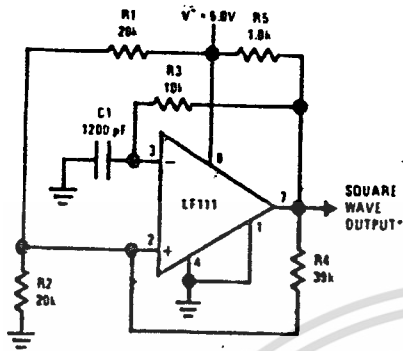 R1
20k
V+ = 5.0V
R5
1.0k
R3
10k
C1
1200 pF
3
−
8
LF111
7
SQUARE
WAVE
OUTPUT*
2
+
4
1
R4
39k
R2
20k